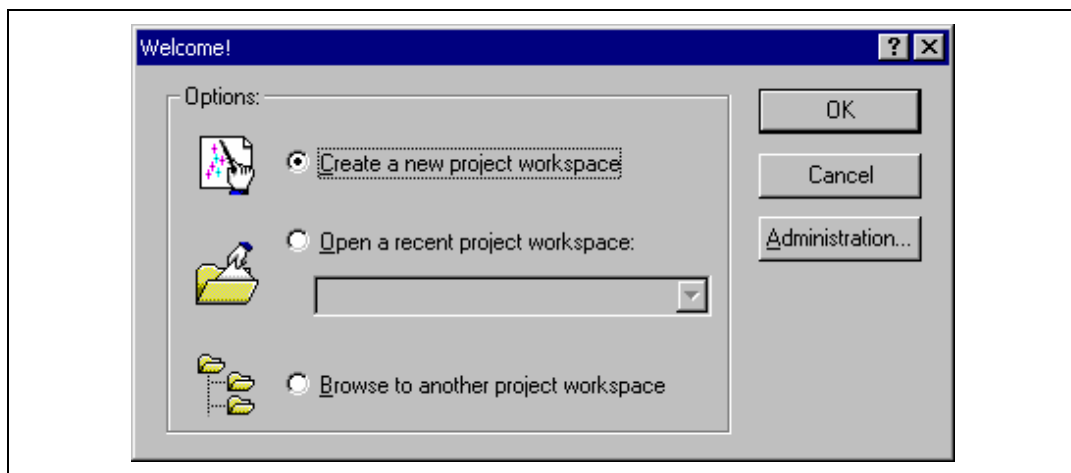 Welcome!
Options:
Create a new project workspace
Open a recent project workspace:
Browse to another project workspace
OK
Cancel
Administration...